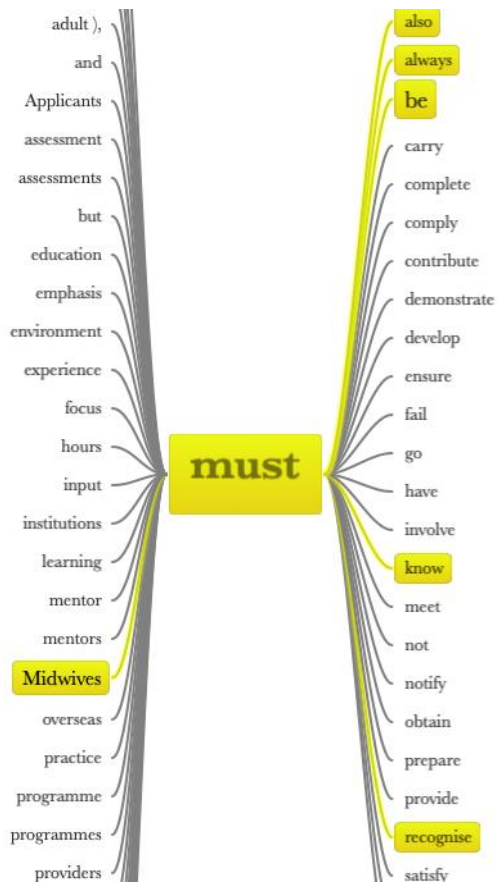 adult ),
and
Applicants
assessment
assessments
but
education
emphasis
environment
experience
focus
hours
input
institutions
learning
mentor
mentors
Midwives
overseas
practice
programme
programmes
providers
must
also
always
be
carry
complete
comply
contribute
demonstrate
develop
ensure
fail
go
have
involve
know
meet
not
notify
obtain
prepare
provide
recognise
satisfy